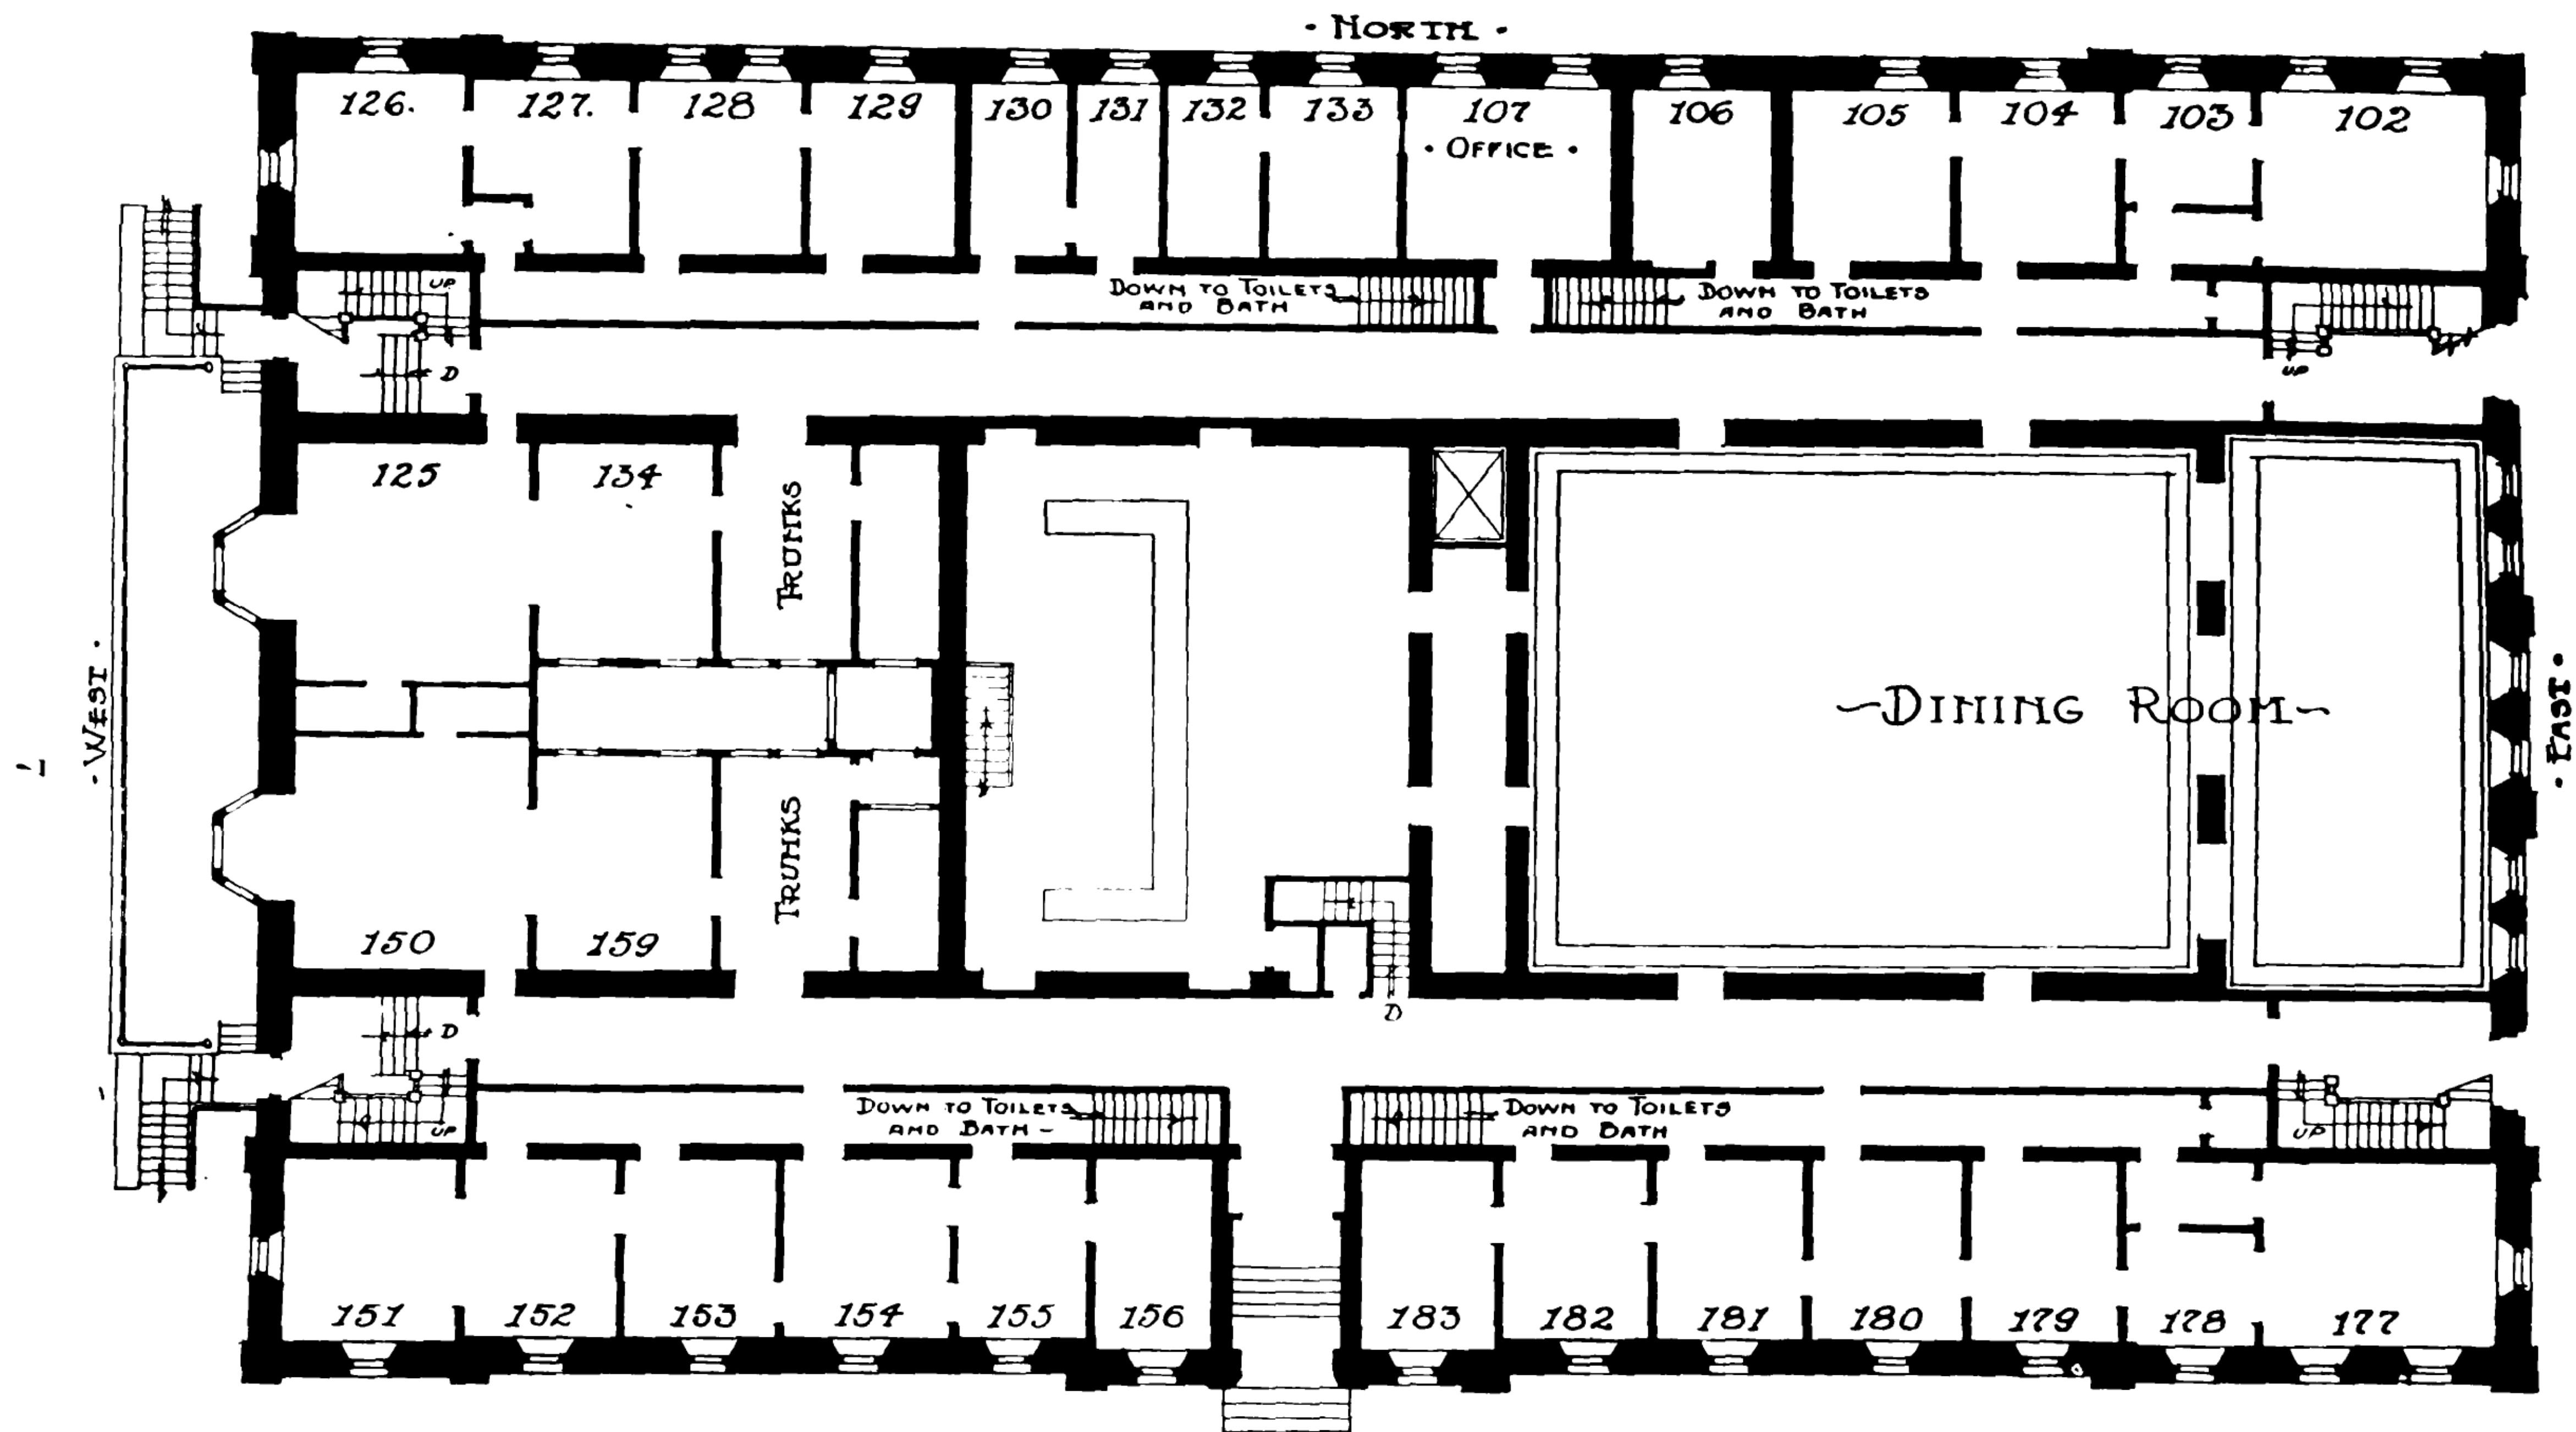 · NORTH ·
126. 127. 128 129 130 131 132 133 107 106 105 104 103 102
· OFFICE ·
UP
DOWN TO TOILETS
AND BATH
DOWN TO TOILETS
AND BATH
D
UP
125 134 TRUNKS
- WEST ·
~DINING ROOM~
· EAST ·
TRUNKS
150 159
D
D
DOWN TO TOILETS
AND BATH -
DOWN TO TOILETS
AND BATH
UP
UP
151 152 153 154 155 156 183 182 181 180 179 178 177